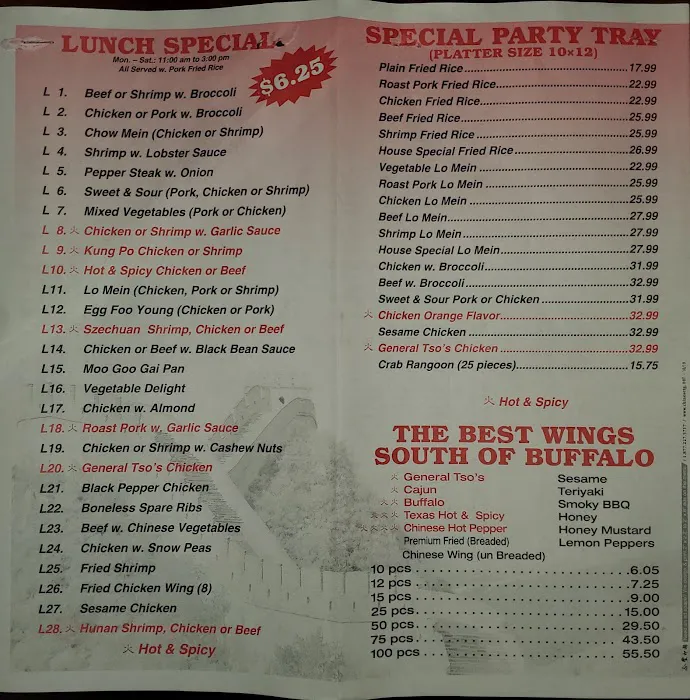 LUNCH SPECIAL
Mon. – Sat.: 11:00 am to 3:00 pm
All Served w. Pork Fried Rice
$6.25
L 1. Beef or Shrimp w. Broccoli
L 2. Chicken or Pork w. Broccoli
L 3. Chow Mein (Chicken or Shrimp)
L 4. Shrimp w. Lobster Sauce
L 5. Pepper Steak w. Onion
L 6. Sweet & Sour (Pork, Chicken or Shrimp)
L 7. Mixed Vegetables (Pork or Chicken)
L 8. Chicken or Shrimp w. Garlic Sauce
L 9. Kung Po Chicken or Shrimp
L10. Hot & Spicy Chicken or Beef
L11. Lo Mein (Chicken, Pork or Shrimp)
L12. Egg Foo Young (Chicken or Pork)
L13. Szechuan Shrimp, Chicken or Beef
L14. Chicken or Beef w. Black Bean Sauce
L15. Moo Goo Gai Pan
L16. Vegetable Delight
L17. Chicken w. Almond
L18. Roast Pork w. Garlic Sauce
L19. Chicken or Shrimp w. Cashew Nuts
L20. General Tso's Chicken
L21. Black Pepper Chicken
L22. Boneless Spare Ribs
L23. Beef w. Chinese Vegetables
L24. Chicken w. Snow Peas
L25. Fried Shrimp
L26. Fried Chicken Wing (8)
L27. Sesame Chicken
L28. Hunan Shrimp, Chicken or Beef
Hot & Spicy
SPECIAL PARTY TRAY
(PLATTER SIZE 10×12)
Plain Fried Rice 17.99
Roast Pork Fried Rice 22.99
Chicken Fried Rice 22.99
Beef Fried Rice 25.99
Shrimp Fried Rice 25.99
House Special Fried Rice 26.99
Vegetable Lo Mein 22.99
Roast Pork Lo Mein 25.99
Chicken Lo Mein 25.99
Beef Lo Mein 27.99
Shrimp Lo Mein 27.99
House Special Lo Mein 27.99
Chicken w. Broccoli 31.99
Beef w. Broccoli 32.99
Sweet & Sour Pork or Chicken 31.99
Chicken Orange Flavor 32.99
Sesame Chicken 32.99
General Tso's Chicken 32.99
Crab Rangoon (25 pieces) 15.75
Hot & Spicy
THE BEST WINGS
SOUTH OF BUFFALO
General Tso's
Cajun
Buffalo
Texas Hot & Spicy
Chinese Hot Pepper
Premium Fried (Breaded)
Chinese Wing (un Breaded)
Sesame
Teriyaki
Smoky BBQ
Honey
Honey Mustard
Lemon Peppers
10 pcs 6.05
12 pcs 7.25
15 pcs 9.00
25 pcs 15.00
50 pcs 29.50
75 pcs 43.50
100 pcs 55.50